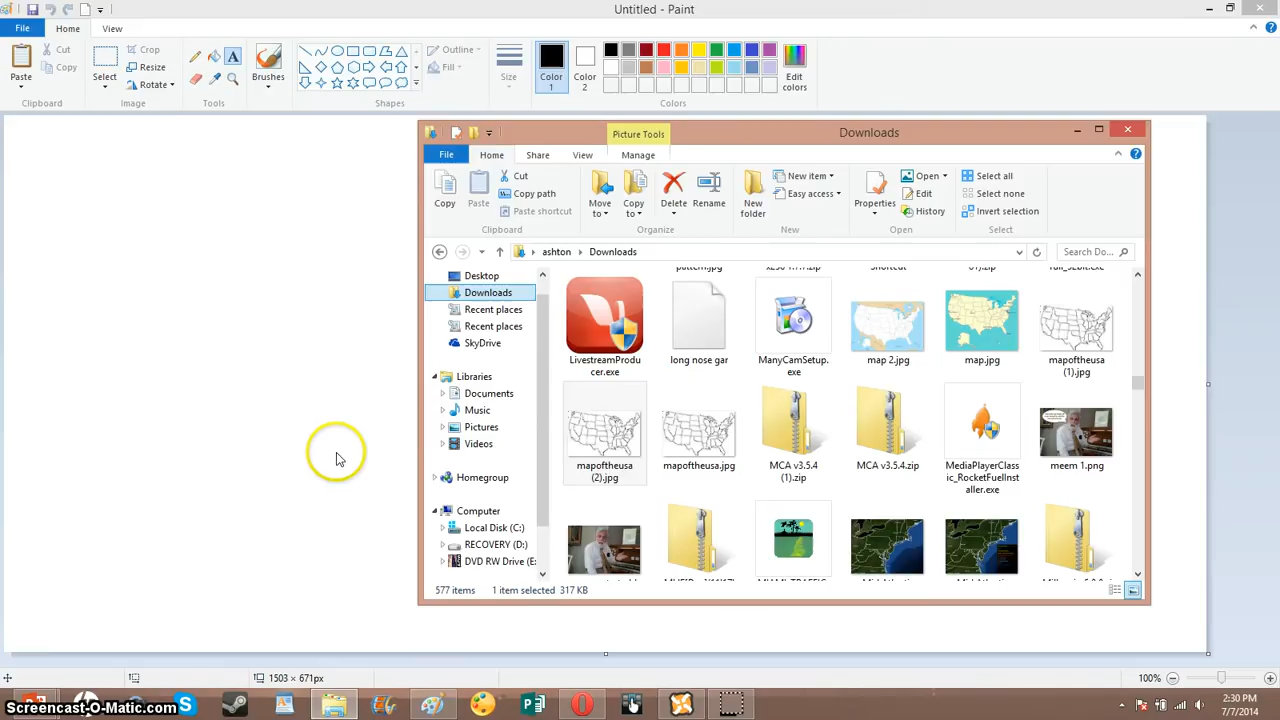 Untitled - Paint
File Home View
Paste
Cut
Copy
Clipboard
Select
Crop
Resize
Rotate
Image
Tools
Brushes
Outline
Fill
Shapes
Size
Color 1
Color 2
Edit colors
Colors
Picture Tools
Downloads
File Home Share View Manage
Copy
Paste
Cut
Copy path
Paste shortcut
Clipboard
Move to
Copy to
Delete
Rename
Organize
New folder
New item
Easy access
New
Properties
Open
Edit
History
Open
Select all
Select none
Invert selection
Select
ashton Downloads
Search Do...
Desktop
Downloads
Recent places
Recent places
SkyDrive
Libraries
Documents
Music
Pictures
Videos
Homegroup
Computer
Local Disk (C:)
RECOVERY (D:)
DVD RW Drive (E:
pattern.jpg
LivestreamProducer.exe
long nose gar
ManyCamSetup.exe
map 2.jpg
map.jpg
mapoftheusa (1).jpg
mapoftheusa (2).jpg
mapoftheusa.jpg
MCA v3.5.4 (1).zip
MCA v3.5.4.zip
MediaPlayerClassic_RocketFuelInstaller.exe
meem 1.png
577 items 1 item selected 317 KB
1503 × 671px
100%
Screencast-O-Matic.com
2:30 PM
7/7/2014